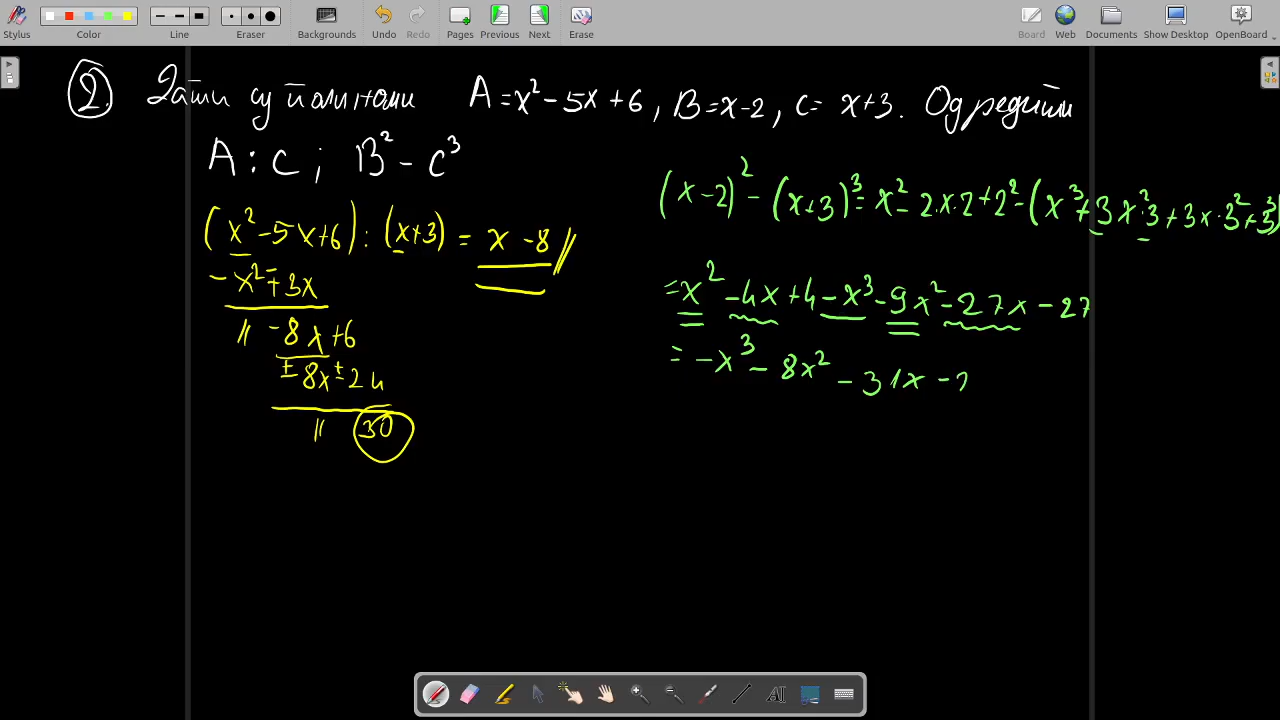 Stylus Color Line Eraser Backgrounds Undo Redo Pages Previous Next Erase Board Web Documents Show Desktop OpenBoard
2. Дати су полиноми A = x² - 5x + 6, B = x - 2, C = x + 3. Одредити
A : C ; B² - C³
(x² - 5x + 6) : (x + 3) = x - 8
- x² + 3x
- 8x + 6
± 8x ± 24
30
(x - 2)² - (x + 3)³ = x² - 2·x·2 + 2² - (x³ + 3x²·3 + 3x·3² + 3³)
= x² - 4x + 4 - x³ - 9x² - 27x - 27
= -x³ - 8x² - 31x - 2